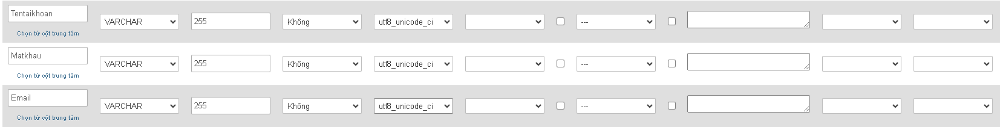 Tentaikhoan VARCHAR 255 Không utf8_unicode_ci ---
Chọn từ cột trung tâm
Matkhau VARCHAR 255 Không utf8_unicode_ci ---
Chọn từ cột trung tâm
Email VARCHAR 255 Không utf8_unicode_ci ---
Chọn từ cột trung tâm